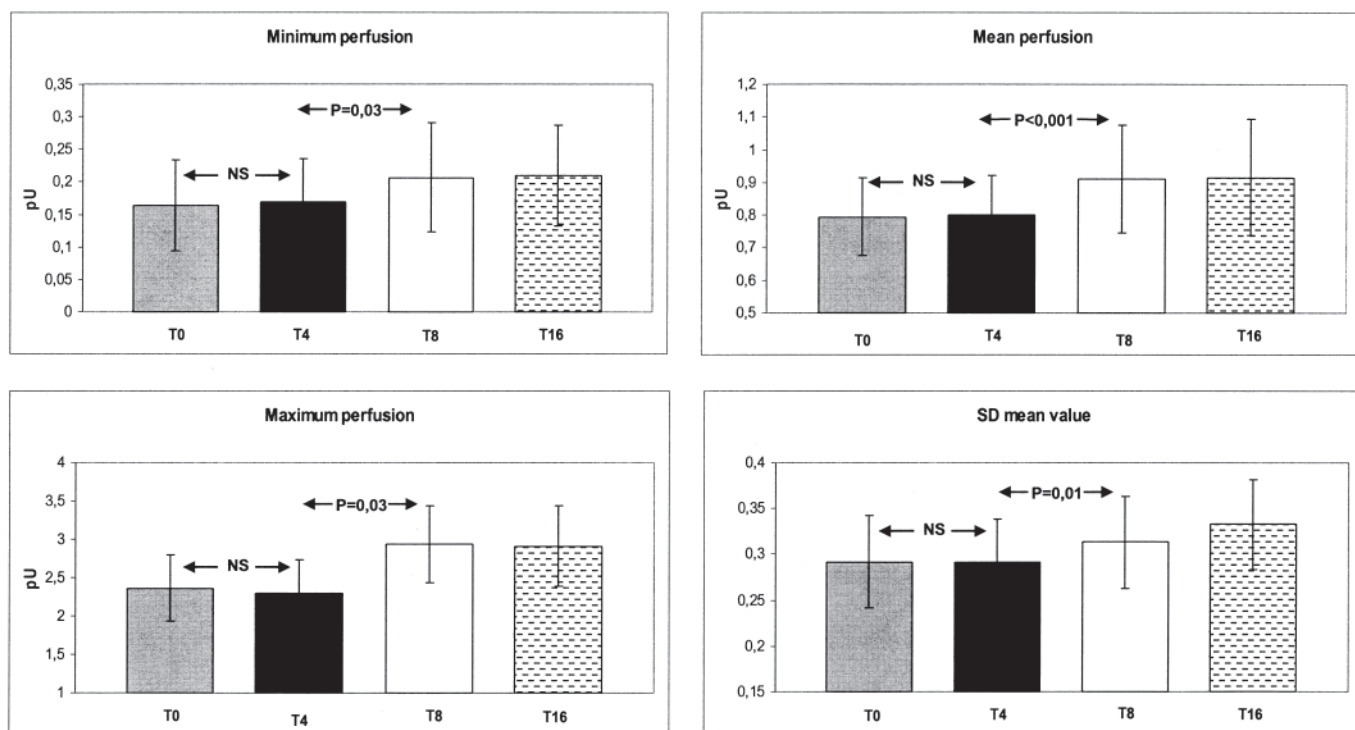 Minimum perfusion
0,35
0,3
0,25
0,2
0,15
0,1
0,05
0
pU
NS
P=0,03
T0
T4
T8
T16
Mean perfusion
1,2
1,1
1
0,9
0,8
0,7
0,6
0,5
NS
P<0,001
T0
T4
T8
T16
Maximum perfusion
4
3,5
3
2,5
2
1,5
1
pU
NS
P=0,03
T0
T4
T8
T16
SD mean value
0,4
0,35
0,3
0,25
0,2
0,15
NS
P=0,01
T0
T4
T8
T16